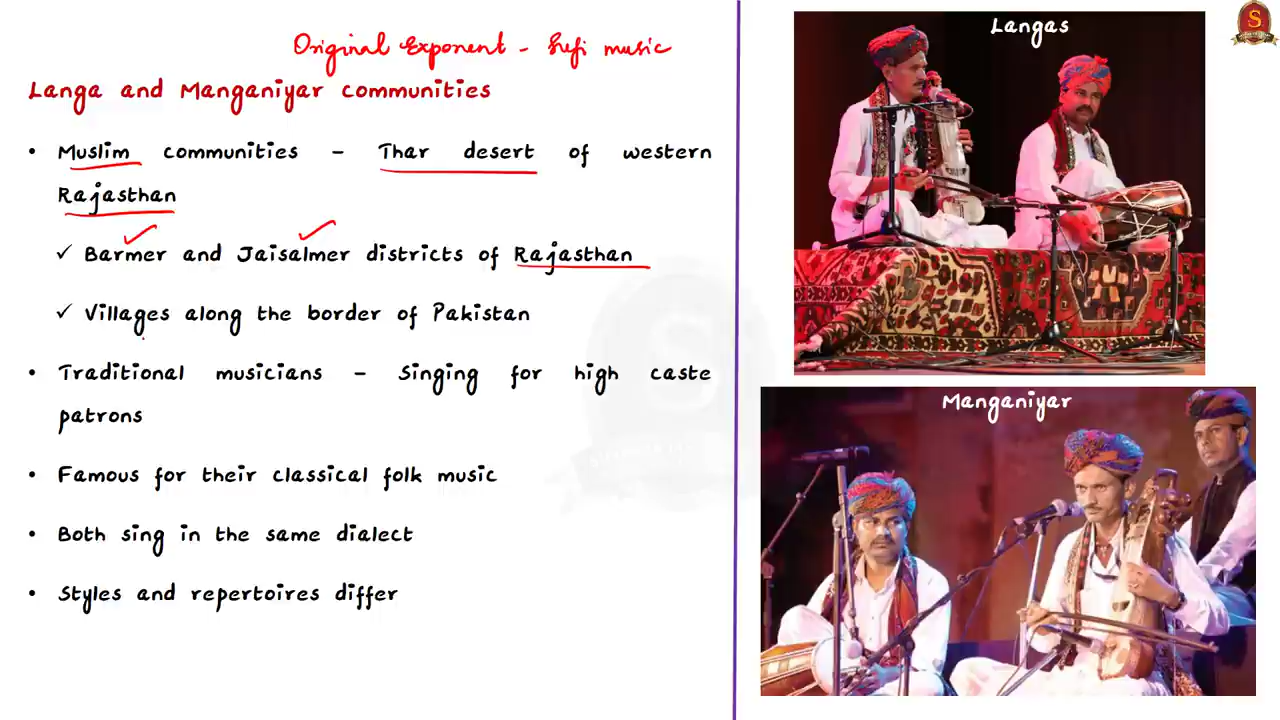 Original Exponent - Sufi music
Langa and Manganiyar communities
• Muslim communities – Thar desert of western
Rajasthan
✓ Barmer and Jaisalmer districts of Rajasthan
✓ Villages along the border of Pakistan
• Traditional musicians – Singing for high caste
patrons
• Famous for their classical folk music
• Both sing in the same dialect
• Styles and repertoires differ
Langas
Manganiyar
S